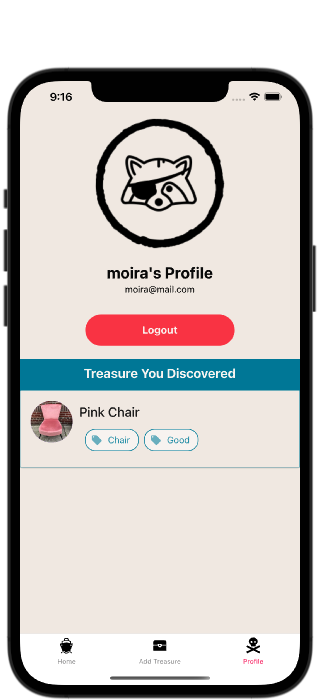 9:16
moira's Profile
moira@mail.com
Logout
Treasure You Discovered
Pink Chair
Chair Good
Home Add Treasure Profile